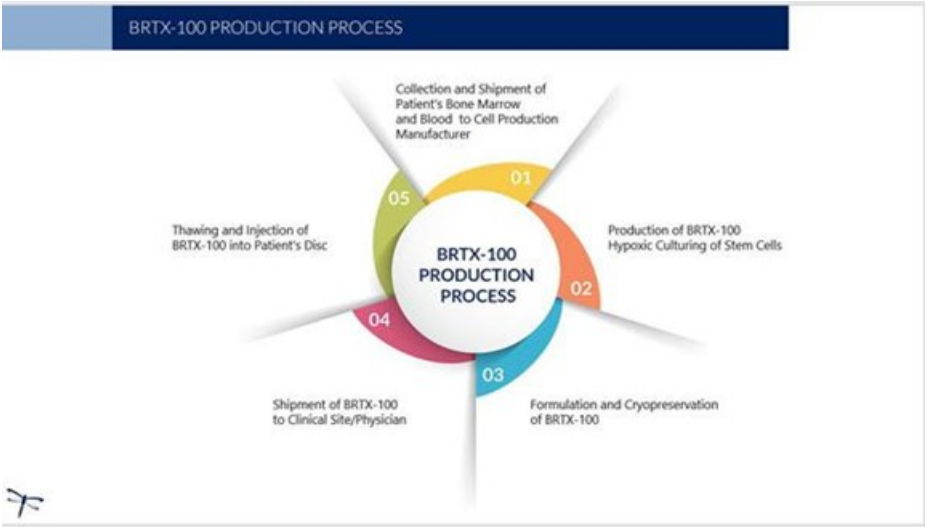 BRTX-100 PRODUCTION PROCESS
Collection and Shipment of
Patient's Bone Marrow
and Blood to Cell Production
Manufacturer
01
Production of BRTX-100
Hypoxic Culturing of Stem Cells
02
Formulation and Cryopreservation
of BRTX-100
03
Shipment of BRTX-100
to Clinical Site/Physician
04
Thawing and Injection of
BRTX-100 into Patient's Disc
05
BRTX-100
PRODUCTION
PROCESS